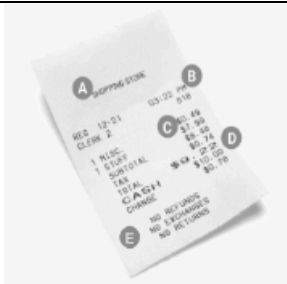 A SHOPPING STORE
B
REG 12-21 03:22 PM
CLERK 2 618
C
1 MISC. $0.49
1 STUFF $7.99
SUBTOTAL $8.48
TAX $0.74
D
TOTAL $9.22
CASH $10.00
CHANGE $0.78
E
NO REFUNDS
NO EXCHANGES
NO RETURNS